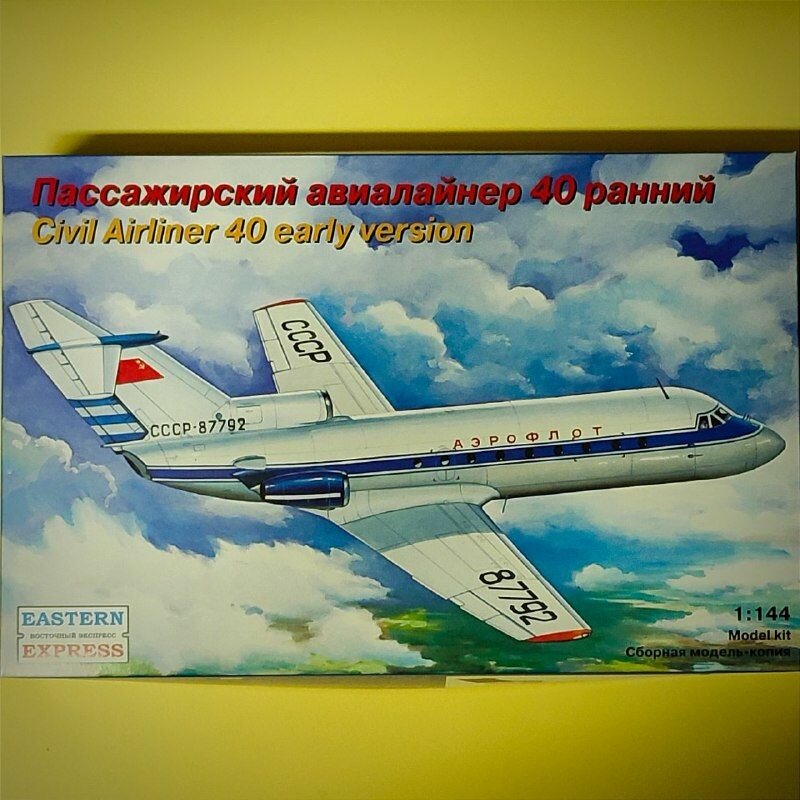 Пассажирский авиалайнер 40 ранний
Civil Airliner 40 early version
СССР
СССР-87792
АЭРОФЛОТ
87792
EASTERN
ВОСТОЧНЫЙ ЭКСПРЕСС
EXPRESS
1:144
Model kit
Сборная модель-копия